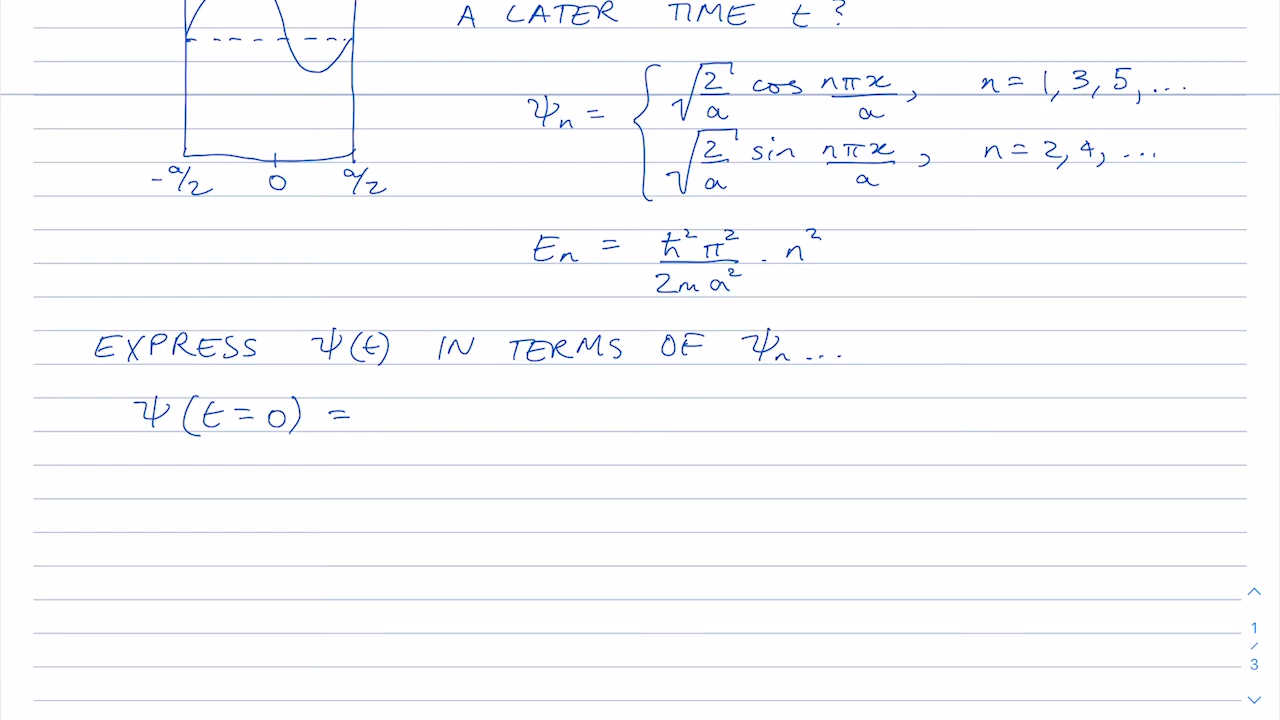 A LATER TIME t ?
ψn = { √2/a cos nπx/a , n = 1, 3, 5, ...
√2/a sin nπx/a , n = 2, 4, ...
-a/2 0 a/2
En = ħ²π²/2ma² . n²
EXPRESS Ψ(t) IN TERMS OF ψn ...
Ψ(t = 0) =
1
/
3